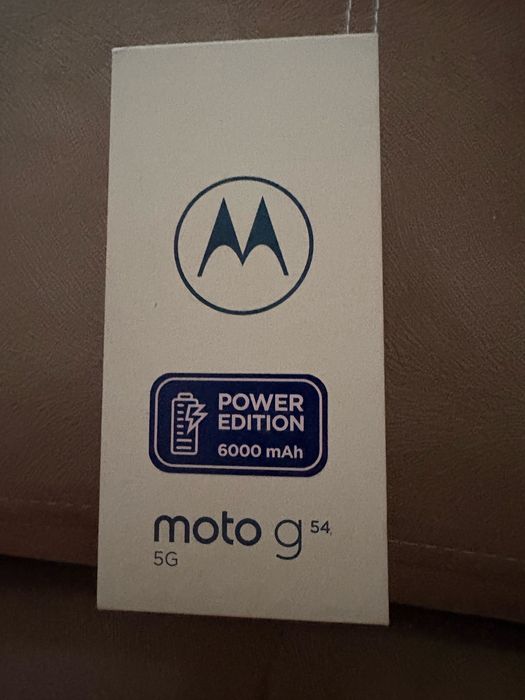 POWER
EDITION
6000 mAh
moto g 54
5G